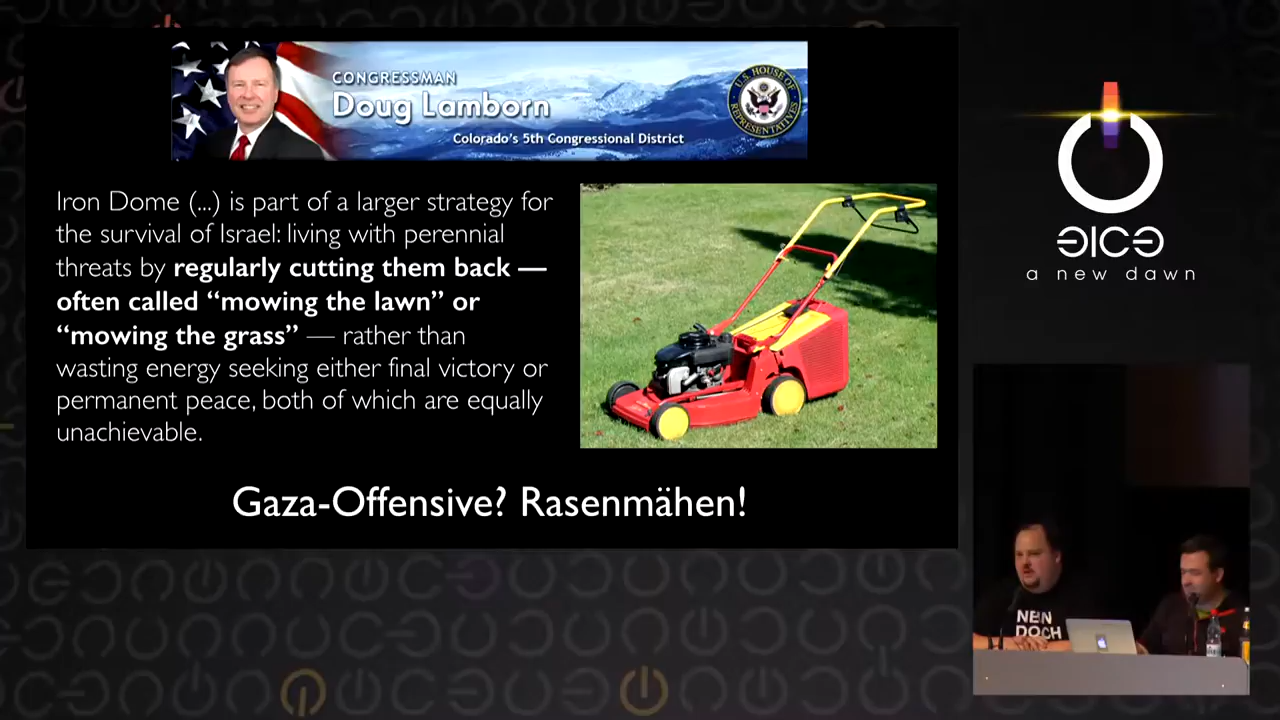 CONGRESSMAN
Doug Lamborn
Colorado's 5th Congressional District
U.S. HOUSE OF REPRESENTATIVES
Iron Dome (...) is part of a larger strategy for
the survival of Israel: living with perennial
threats by regularly cutting them back —
often called “mowing the lawn” or
“mowing the grass” — rather than
wasting energy seeking either final victory or
permanent peace, both of which are equally
unachievable.
Gaza-Offensive? Rasenmähen!
31C3
a new dawn
NEIN
DOCH